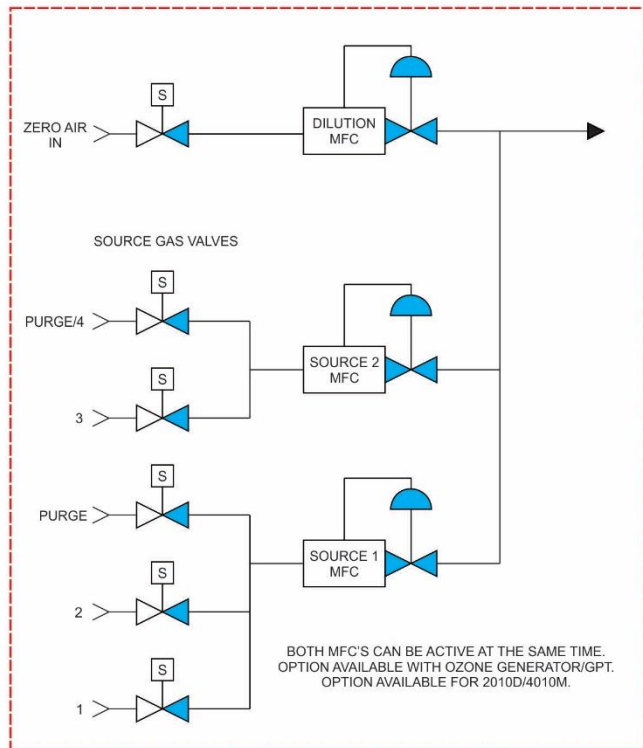 S
ZERO AIR
IN
DILUTION
MFC
SOURCE GAS VALVES
S
PURGE/4
SOURCE 2
MFC
S
3
S
PURGE
SOURCE 1
MFC
S
2
S
1
BOTH MFC'S CAN BE ACTIVE AT THE SAME TIME.
OPTION AVAILABLE WITH OZONE GENERATOR/GPT.
OPTION AVAILABLE FOR 2010D/4010M.